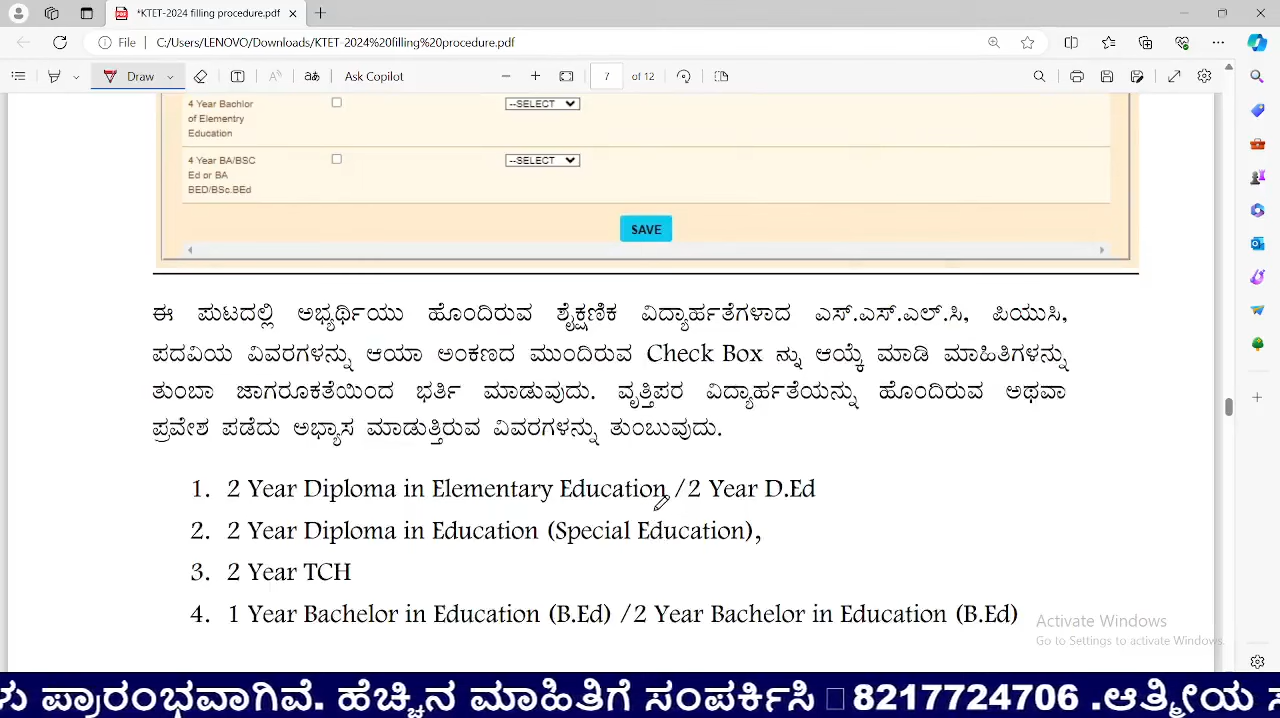 *KTET-2024 filling procedure.pdf
File C:/Users/LENOVO/Downloads/KTET-2024%20filling%20procedure.pdf
Draw Ask Copilot 7 of 12
4 Year Bachlor --SELECT
of Elementry
Education
4 Year BA/BSC --SELECT
Ed or BA
BED/BSc.BEd
SAVE
ಈ ಪುಟದಲ್ಲಿ ಅಭ್ಯರ್ಥಿಯು ಹೊಂದಿರುವ ಶೈಕ್ಷಣಿಕ ವಿದ್ಯಾರ್ಹತೆಗಳಾದ ಎಸ್.ಎಸ್.ಎಲ್.ಸಿ, ಪಿಯುಸಿ,
ಪದವಿಯ ವಿವರಗಳನ್ನು ಆಯಾ ಅಂಕಣದ ಮುಂದಿರುವ Check Box ನ್ನು ಆಯ್ಕೆ ಮಾಡಿ ಮಾಹಿತಿಗಳನ್ನು
ತುಂಬಾ ಜಾಗರೂಕತೆಯಿಂದ ಭರ್ತಿ ಮಾಡುವುದು. ವೃತ್ತಿಪರ ವಿದ್ಯಾರ್ಹತೆಯನ್ನು ಹೊಂದಿರುವ ಅಥವಾ
ಪ್ರವೇಶ ಪಡೆದು ಅಭ್ಯಾಸ ಮಾಡುತ್ತಿರುವ ವಿವರಗಳನ್ನು ತುಂಬುವುದು.
1. 2 Year Diploma in Elementary Education /2 Year D.Ed
2. 2 Year Diploma in Education (Special Education),
3. 2 Year TCH
4. 1 Year Bachelor in Education (B.Ed) /2 Year Bachelor in Education (B.Ed)
Activate Windows
Go to Settings to activate Windows.
ಪ್ರಾರಂಭವಾಗಿವೆ. ಹೆಚ್ಚಿನ ಮಾಹಿತಿಗೆ ಸಂಪರ್ಕಿಸಿ 8217724706 .ಆತ್ಮೀಯ